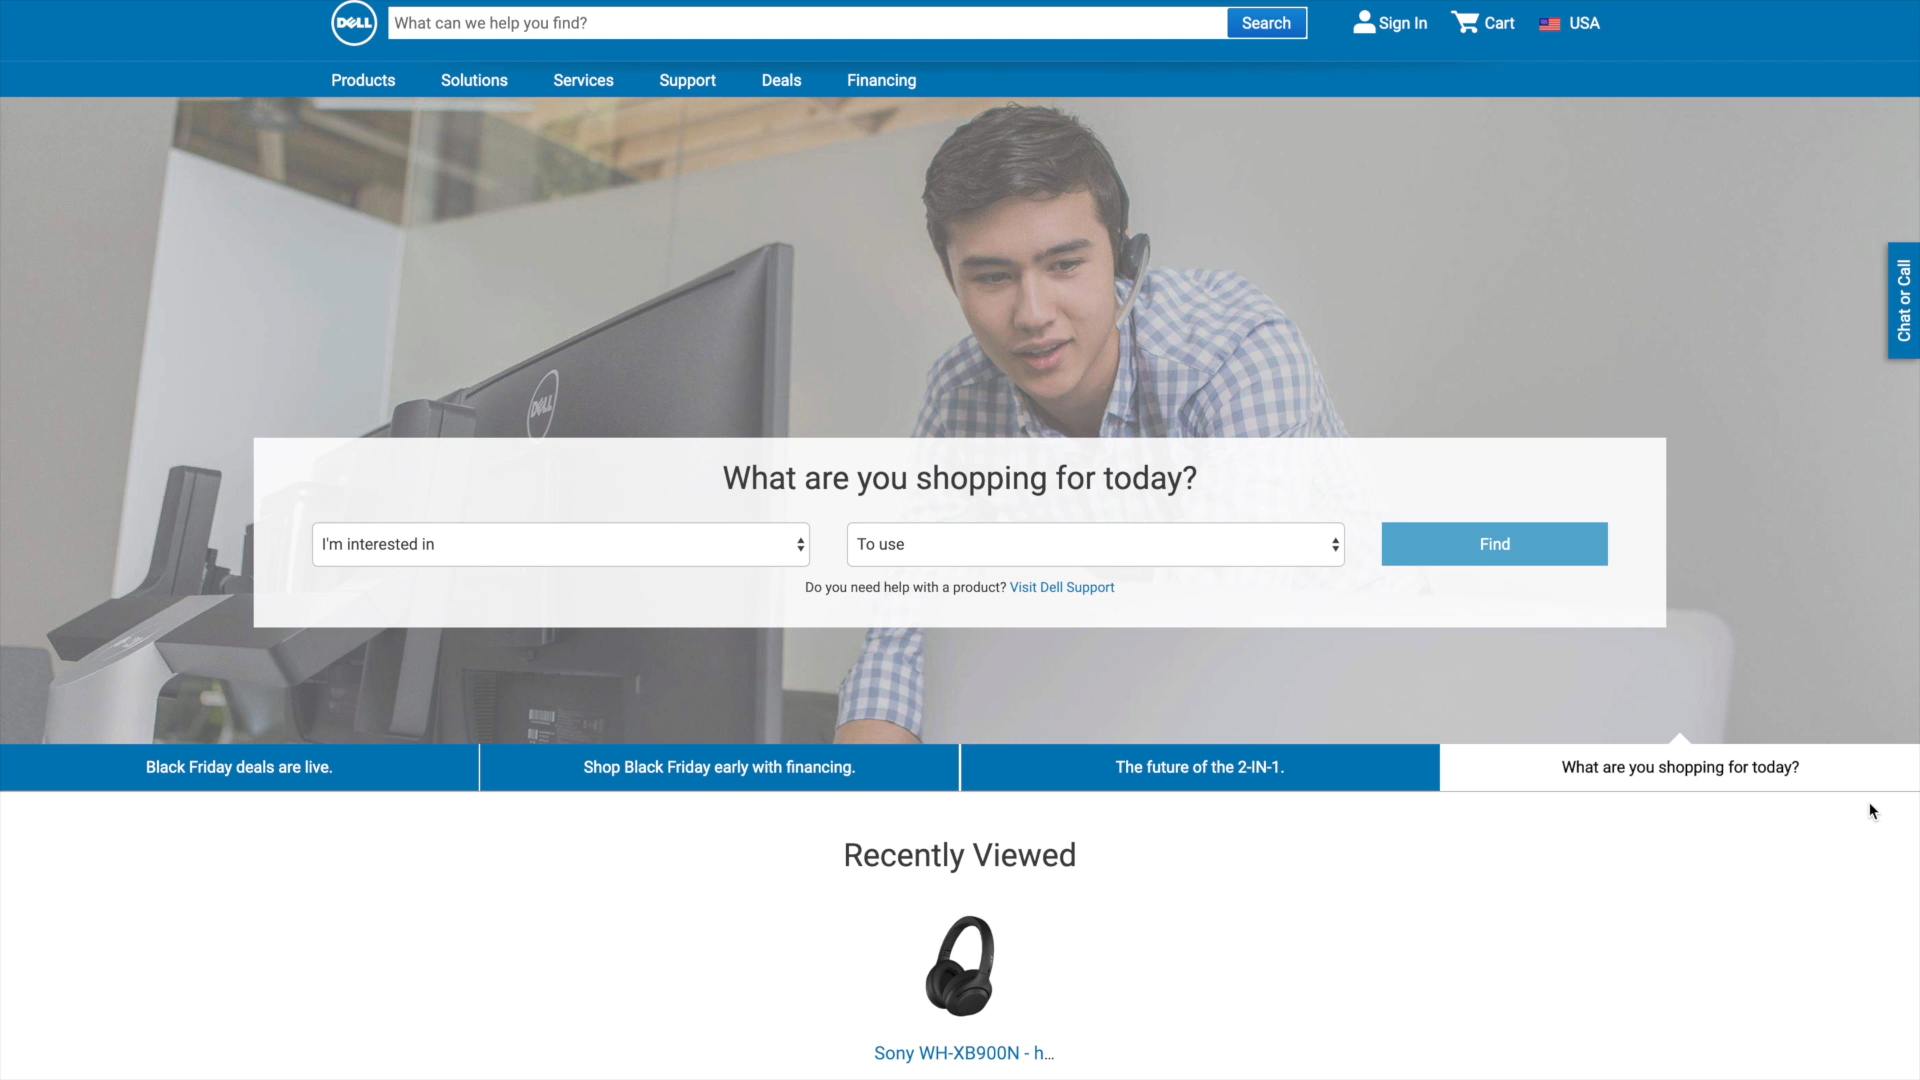 DELL
What can we help you find?
Search
Sign In
Cart
USA
Products
Solutions
Services
Support
Deals
Financing
Chat or Call
DELL
What are you shopping for today?
I'm interested in
To use
Find
Do you need help with a product? Visit Dell Support
Black Friday deals are live.
Shop Black Friday early with financing.
The future of the 2-IN-1.
What are you shopping for today?
Recently Viewed
Sony WH-XB900N - h...